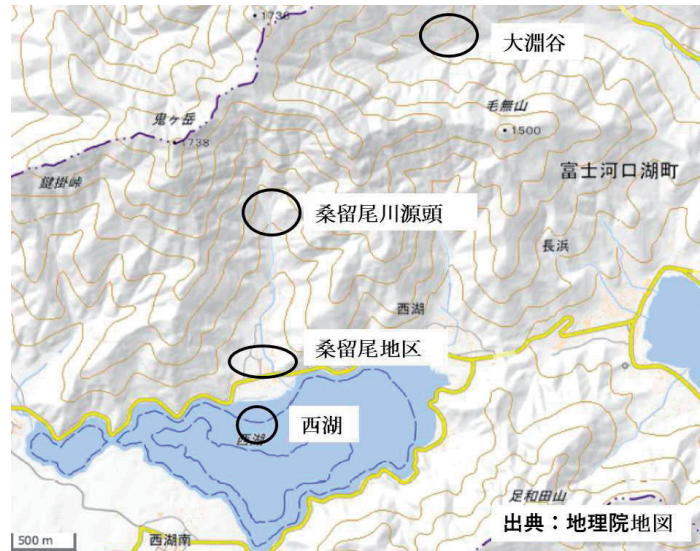 1738
大淵谷
鬼ヶ岳
毛無山
1738
1500
鍵掛峠
富士河口湖町
桑留尾川源頭
長浜
西湖
桑留尾地区
西湖
西湖
足和田山
出典：地理院地図
500 m
西湖南